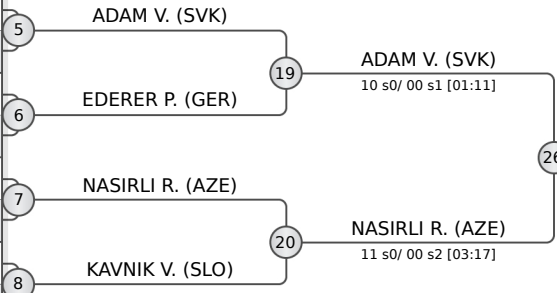 ADAM V. (SVK)
5
19
ADAM V. (SVK)
10 s0/ 00 s1 [01:11]
EDERER P. (GER)
6
26
NASIRLI R. (AZE)
7
20
NASIRLI R. (AZE)
11 s0/ 00 s2 [03:17]
KAVNIK V. (SLO)
8